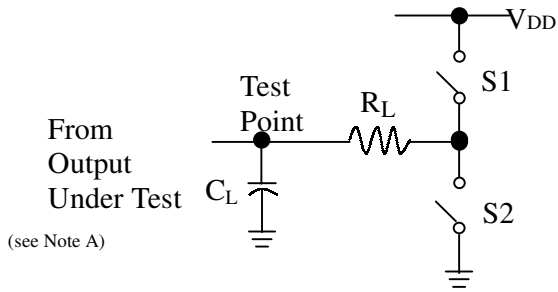 VDD
S1
Test
Point
RL
From
Output
Under Test
CL
S2
(see Note A)